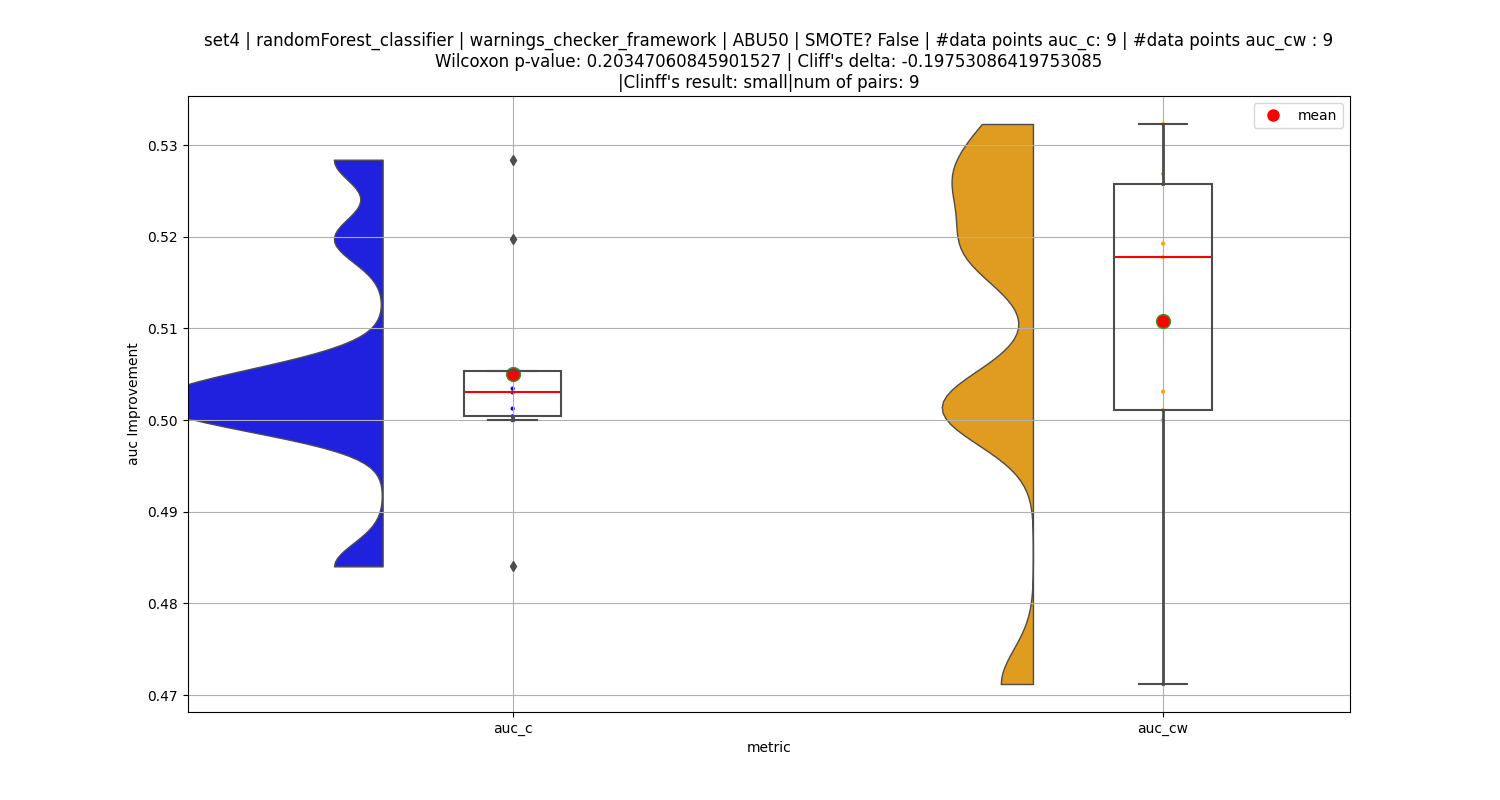 set4 | randomForest_classifier | warnings_checker_framework | ABU50 | SMOTE? False | #data points auc_c: 9 | #data points auc_cw : 9
Wilcoxon p-value: 0.20347060845901527 | Cliff's delta: -0.19753086419753085
|Clinff's result: small|num of pairs: 9
mean
0.53
0.52
0.51
0.50
0.49
0.48
0.47
auc Improvement
auc_c
auc_cw
metric